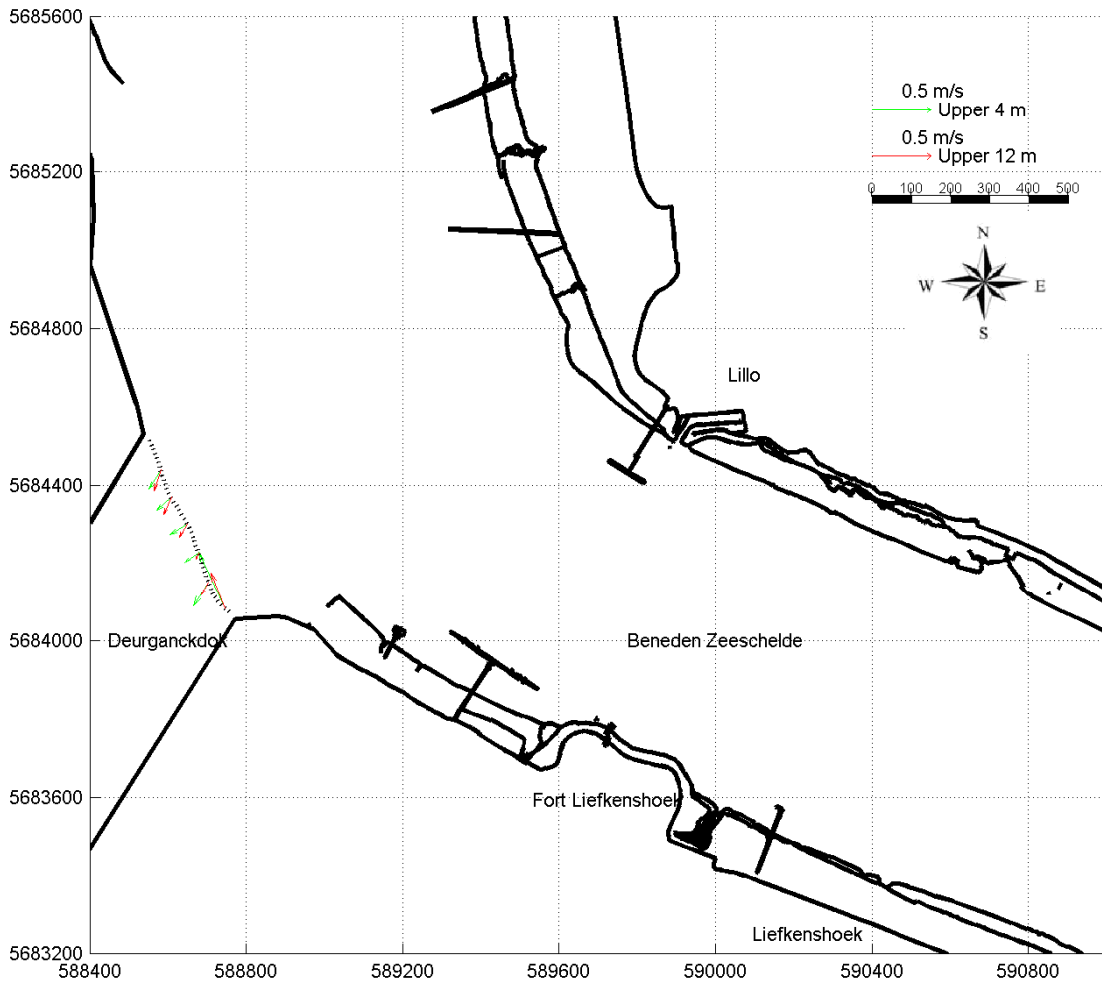 5685600
0.5 m/s
Upper 4 m
0.5 m/s
Upper 12 m
5685200
0 100 200 300 400 500
N
W E
S
5684800
Lillo
5684400
5684000
Deurganckdok
Beneden Zeeschelde
5683600
Fort Liefkenshoek
Liefkenshoek
5683200
588400 588800 589200 589600 590000 590400 590800